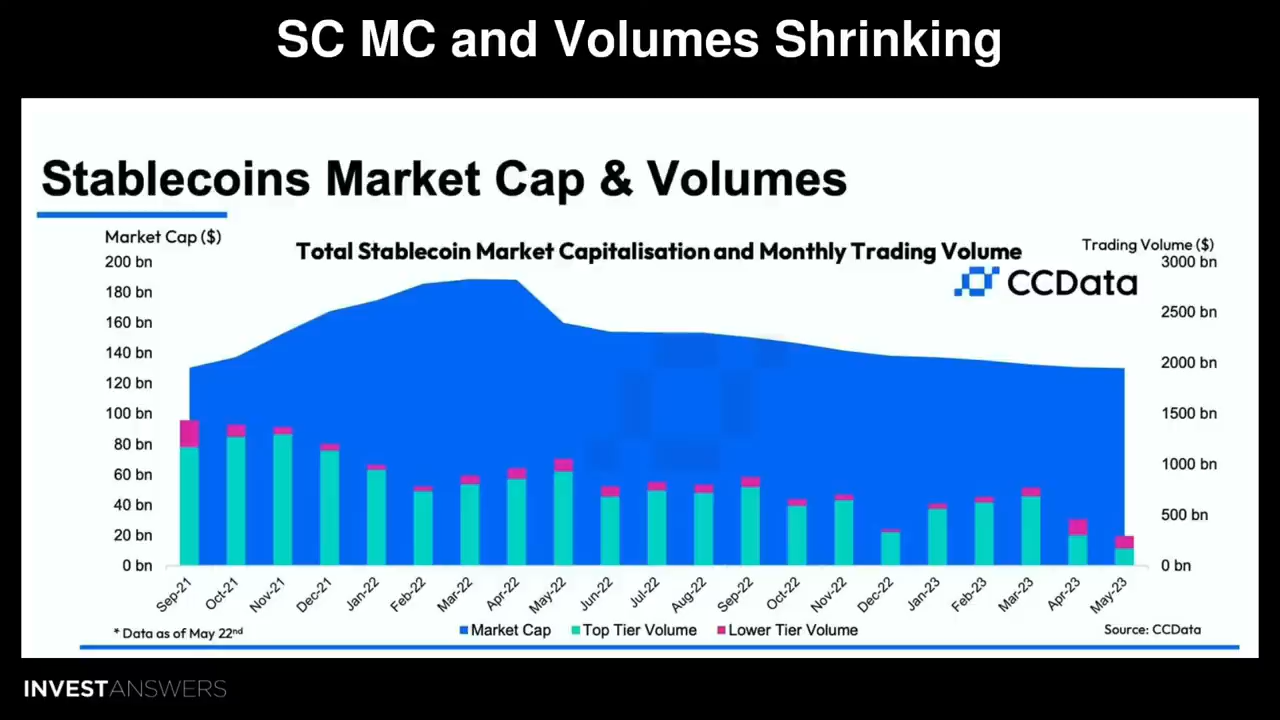 SC MC and Volumes Shrinking
Stablecoins Market Cap & Volumes
Market Cap ($)
Total Stablecoin Market Capitalisation and Monthly Trading Volume
Trading Volume ($)
CCData
200 bn
180 bn
160 bn
140 bn
120 bn
100 bn
80 bn
60 bn
40 bn
20 bn
0 bn
3000 bn
2500 bn
2000 bn
1500 bn
1000 bn
500 bn
0 bn
Sep-21 Oct-21 Nov-21 Dec-21 Jan-22 Feb-22 Mar-22 Apr-22 May-22 Jun-22 Jul-22 Aug-22 Sep-22 Oct-22 Nov-22 Dec-22 Jan-23 Feb-23 Mar-23 Apr-23 May-23
* Data as of May 22nd
Market Cap Top Tier Volume Lower Tier Volume
Source: CCData
INVESTANSWERS